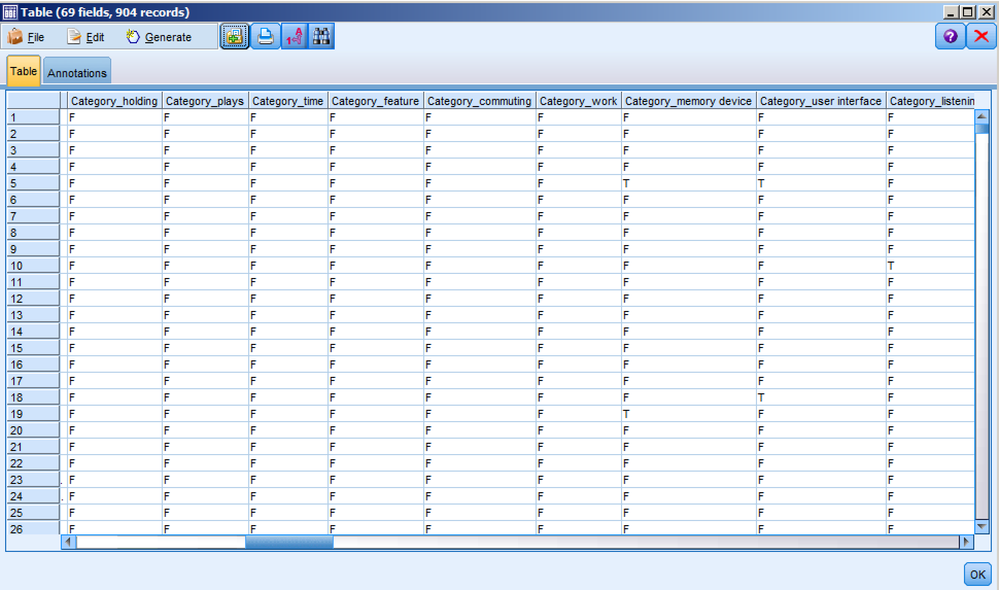 Table (69 fields, 904 records)
File Edit Generate
Table Annotations
Category_holding Category_plays Category_time Category_feature Category_commuting Category_work Category_memory device Category_user interface Category_listenin
1 F F F F F F F F F
2 F F F F F F F F F
3 F F F F F F F F F
4 F F F F F F F F F
5 F F F F F F T T F
6 F F F F F F F F F
7 F F F F F F F F F
8 F F F F F F F F F
9 F F F F F F F F F
10 F F F F F F F F T
11 F F F F F F F F F
12 F F F F F F F F F
13 F F F F F F F F F
14 F F F F F F F F F
15 F F F F F F F F F
16 F F F F F F F F F
17 F F F F F F F F F
18 F F F F F F F T F
19 F F F F F F T F F
20 F F F F F F F F F
21 F F F F F F F F F
22 F F F F F F F F F
23 . F F F F F F F F F
24 . F F F F F F F F F
25 F F F F F F F F F
26 F F F F F F F F F
OK